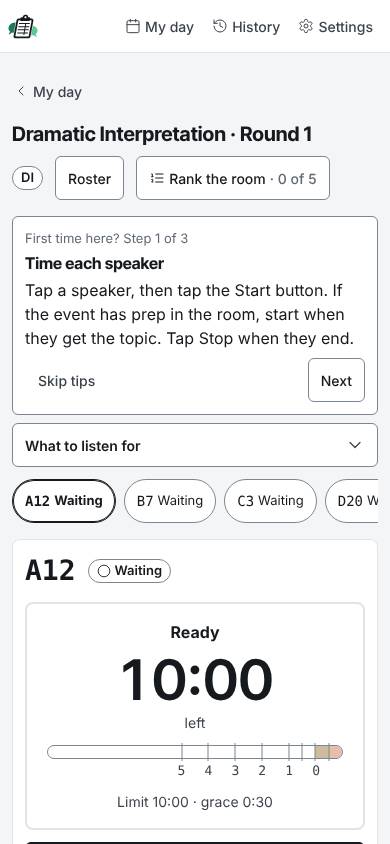 My day
History
Settings
My day
Dramatic Interpretation · Round 1
DI
Roster
Rank the room · 0 of 5
First time here? Step 1 of 3
Time each speaker
Tap a speaker, then tap the Start button. If
the event has prep in the room, start when
they get the topic. Tap Stop when they end.
Skip tips
Next
What to listen for
A12 Waiting
B7 Waiting
C3 Waiting
D20 W
A12
Waiting
Ready
10:00
left
5 4 3 2 1 0
Limit 10:00 · grace 0:30